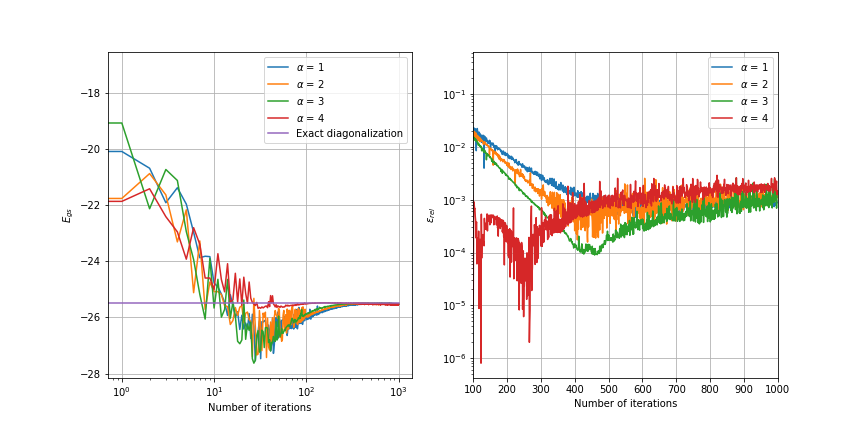 −18
−20
−22
−24
−26
−28
E_gs
10^0
10^1
10^2
10^3
Number of iterations
α = 1
α = 2
α = 3
α = 4
Exact diagonalization
10^−1
10^−2
10^−3
10^−4
10^−5
10^−6
ε_rel
100
200
300
400
500
600
700
800
900
1000
Number of iterations
α = 1
α = 2
α = 3
α = 4